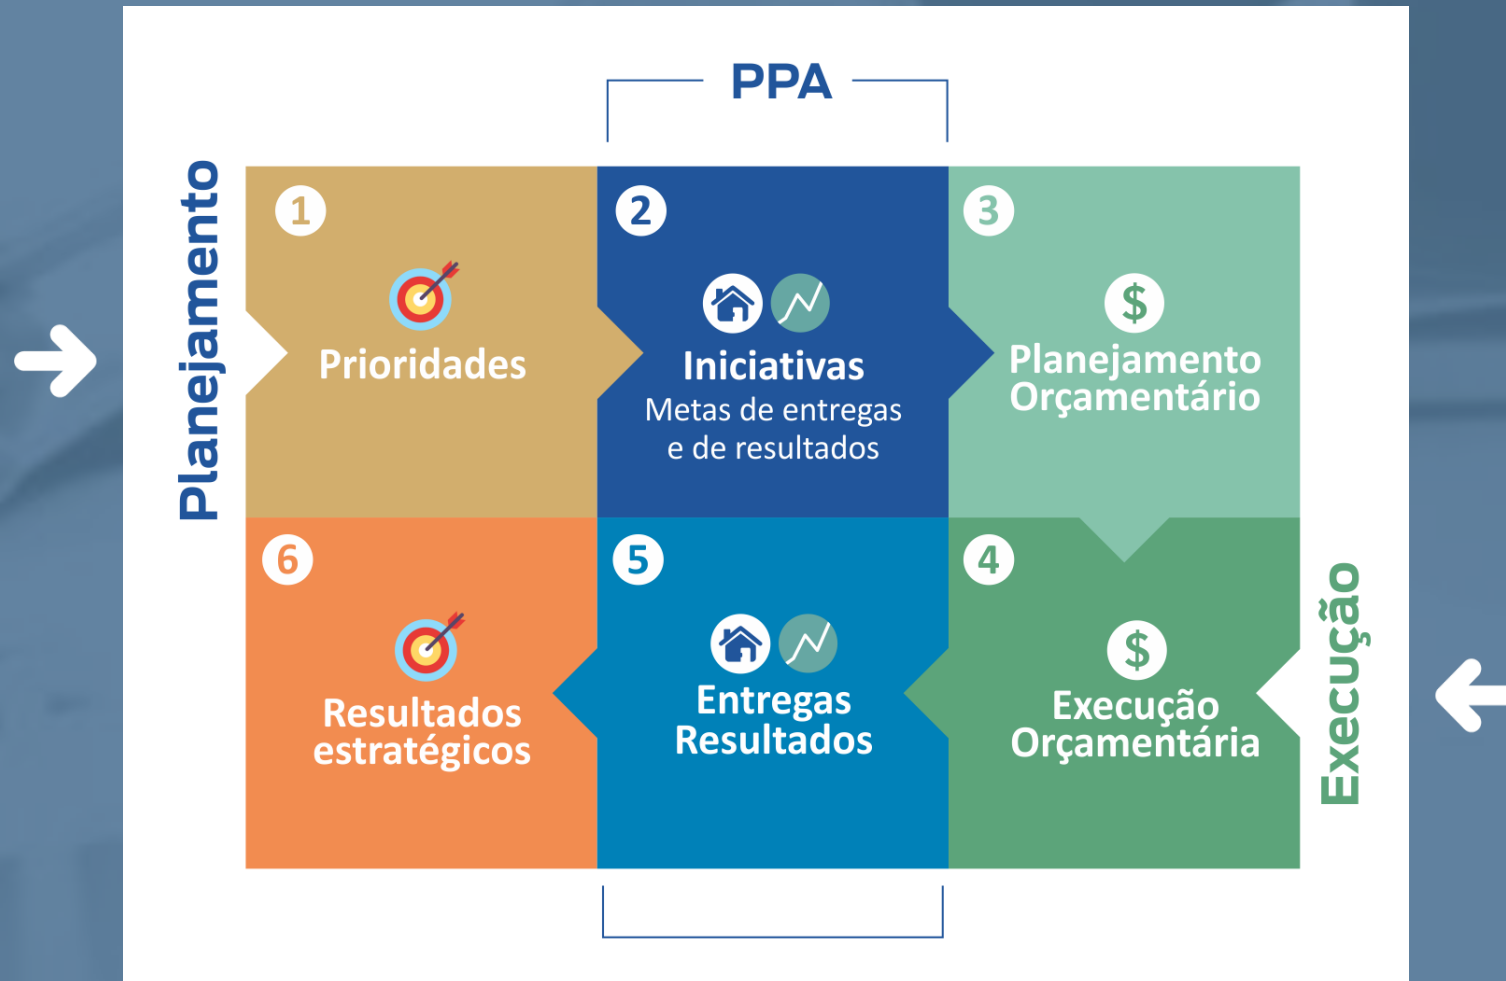 PPA
Planejamento
1
Prioridades
2
Iniciativas
Metas de entregas
e de resultados
3
$
Planejamento
Orçamentário
6
Resultados
estratégicos
5
Entregas
Resultados
4
$
Execução
Orçamentária
Execução